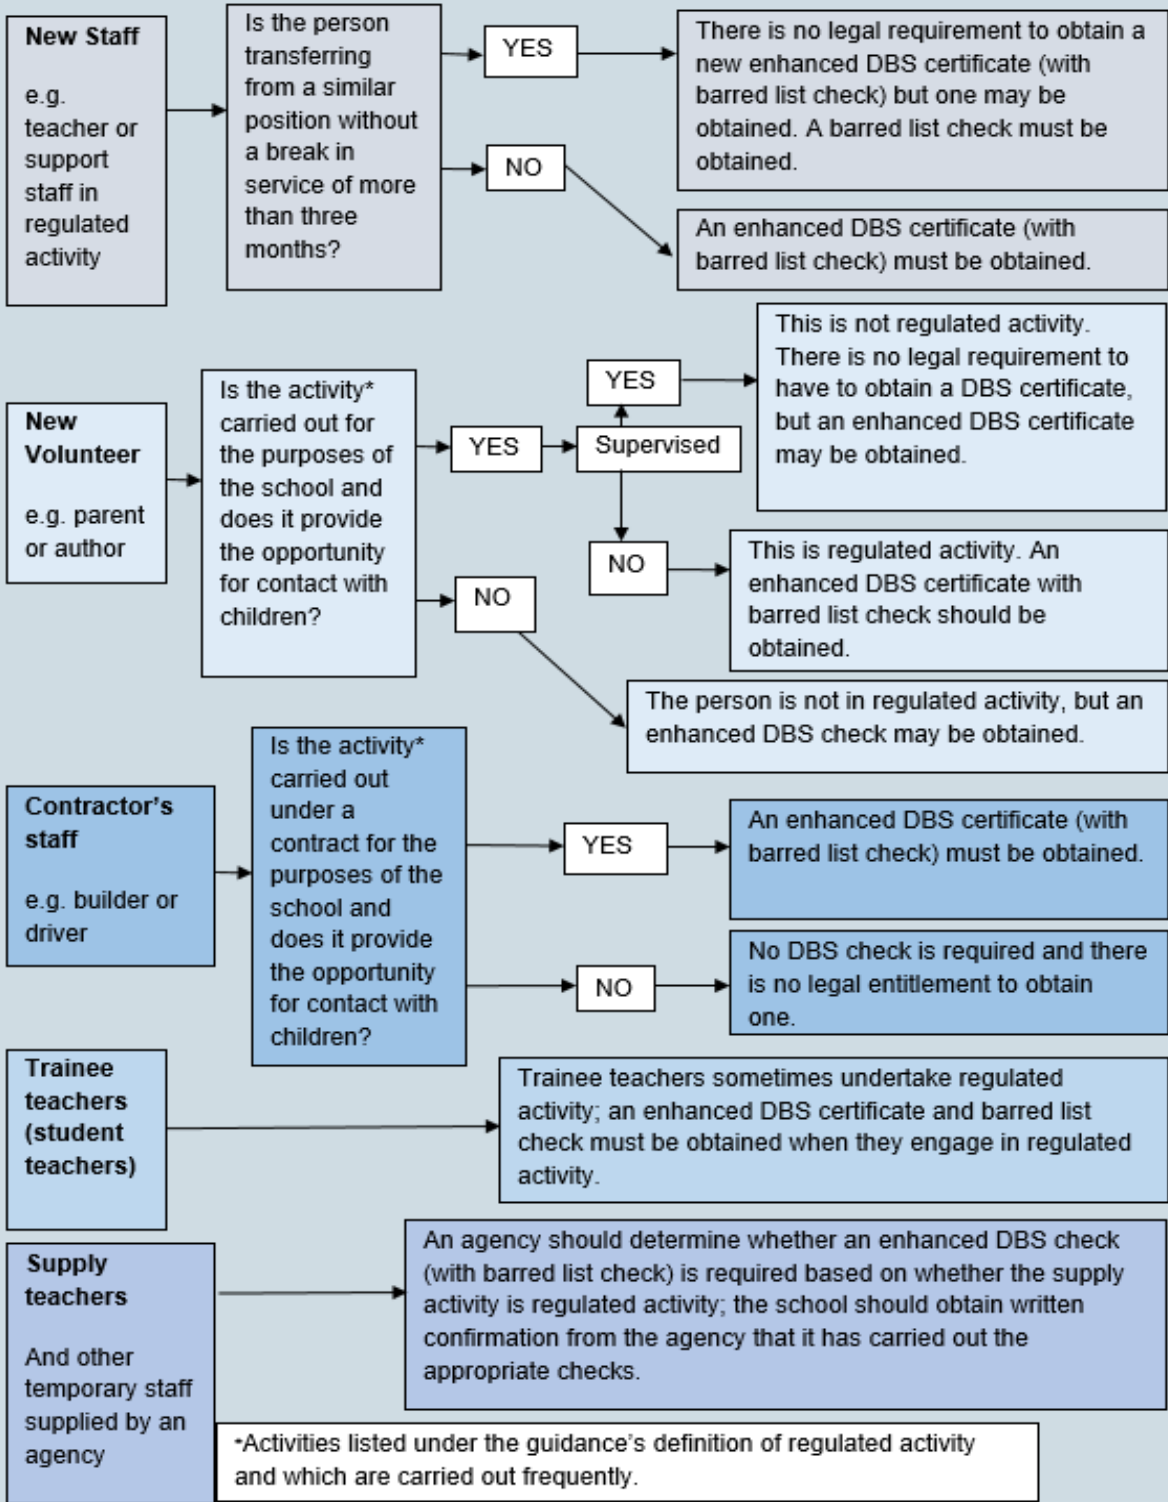 New Staff
e.g.
teacher or
support
staff in
regulated
activity
Is the person
transferring
from a similar
position without
a break in
service of more
than three
months?
YES
There is no legal requirement to obtain a
new enhanced DBS certificate (with
barred list check) but one may be
obtained. A barred list check must be
obtained.
NO
An enhanced DBS certificate (with
barred list check) must be obtained.
New
Volunteer
e.g. parent
or author
Is the activity*
carried out for
the purposes of
the school and
does it provide
the opportunity
for contact with
children?
YES
Supervised
YES
This is not regulated activity.
There is no legal requirement to
have to obtain a DBS certificate,
but an enhanced DBS certificate
may be obtained.
NO
This is regulated activity. An
enhanced DBS certificate with
barred list check should be
obtained.
NO
The person is not in regulated activity, but an
enhanced DBS check may be obtained.
Contractor's
staff
e.g. builder or
driver
Is the activity*
carried out
under a
contract for the
purposes of the
school and
does it provide
the opportunity
for contact with
children?
YES
An enhanced DBS certificate (with
barred list check) must be obtained.
NO
No DBS check is required and there
is no legal entitlement to obtain
one.
Trainee
teachers
(student
teachers)
Trainee teachers sometimes undertake regulated
activity; an enhanced DBS certificate and barred list
check must be obtained when they engage in regulated
activity.
Supply
teachers
And other
temporary staff
supplied by an
agency
An agency should determine whether an enhanced DBS check
(with barred list check) is required based on whether the supply
activity is regulated activity; the school should obtain written
confirmation from the agency that it has carried out the
appropriate checks.
*Activities listed under the guidance's definition of regulated activity
and which are carried out frequently.